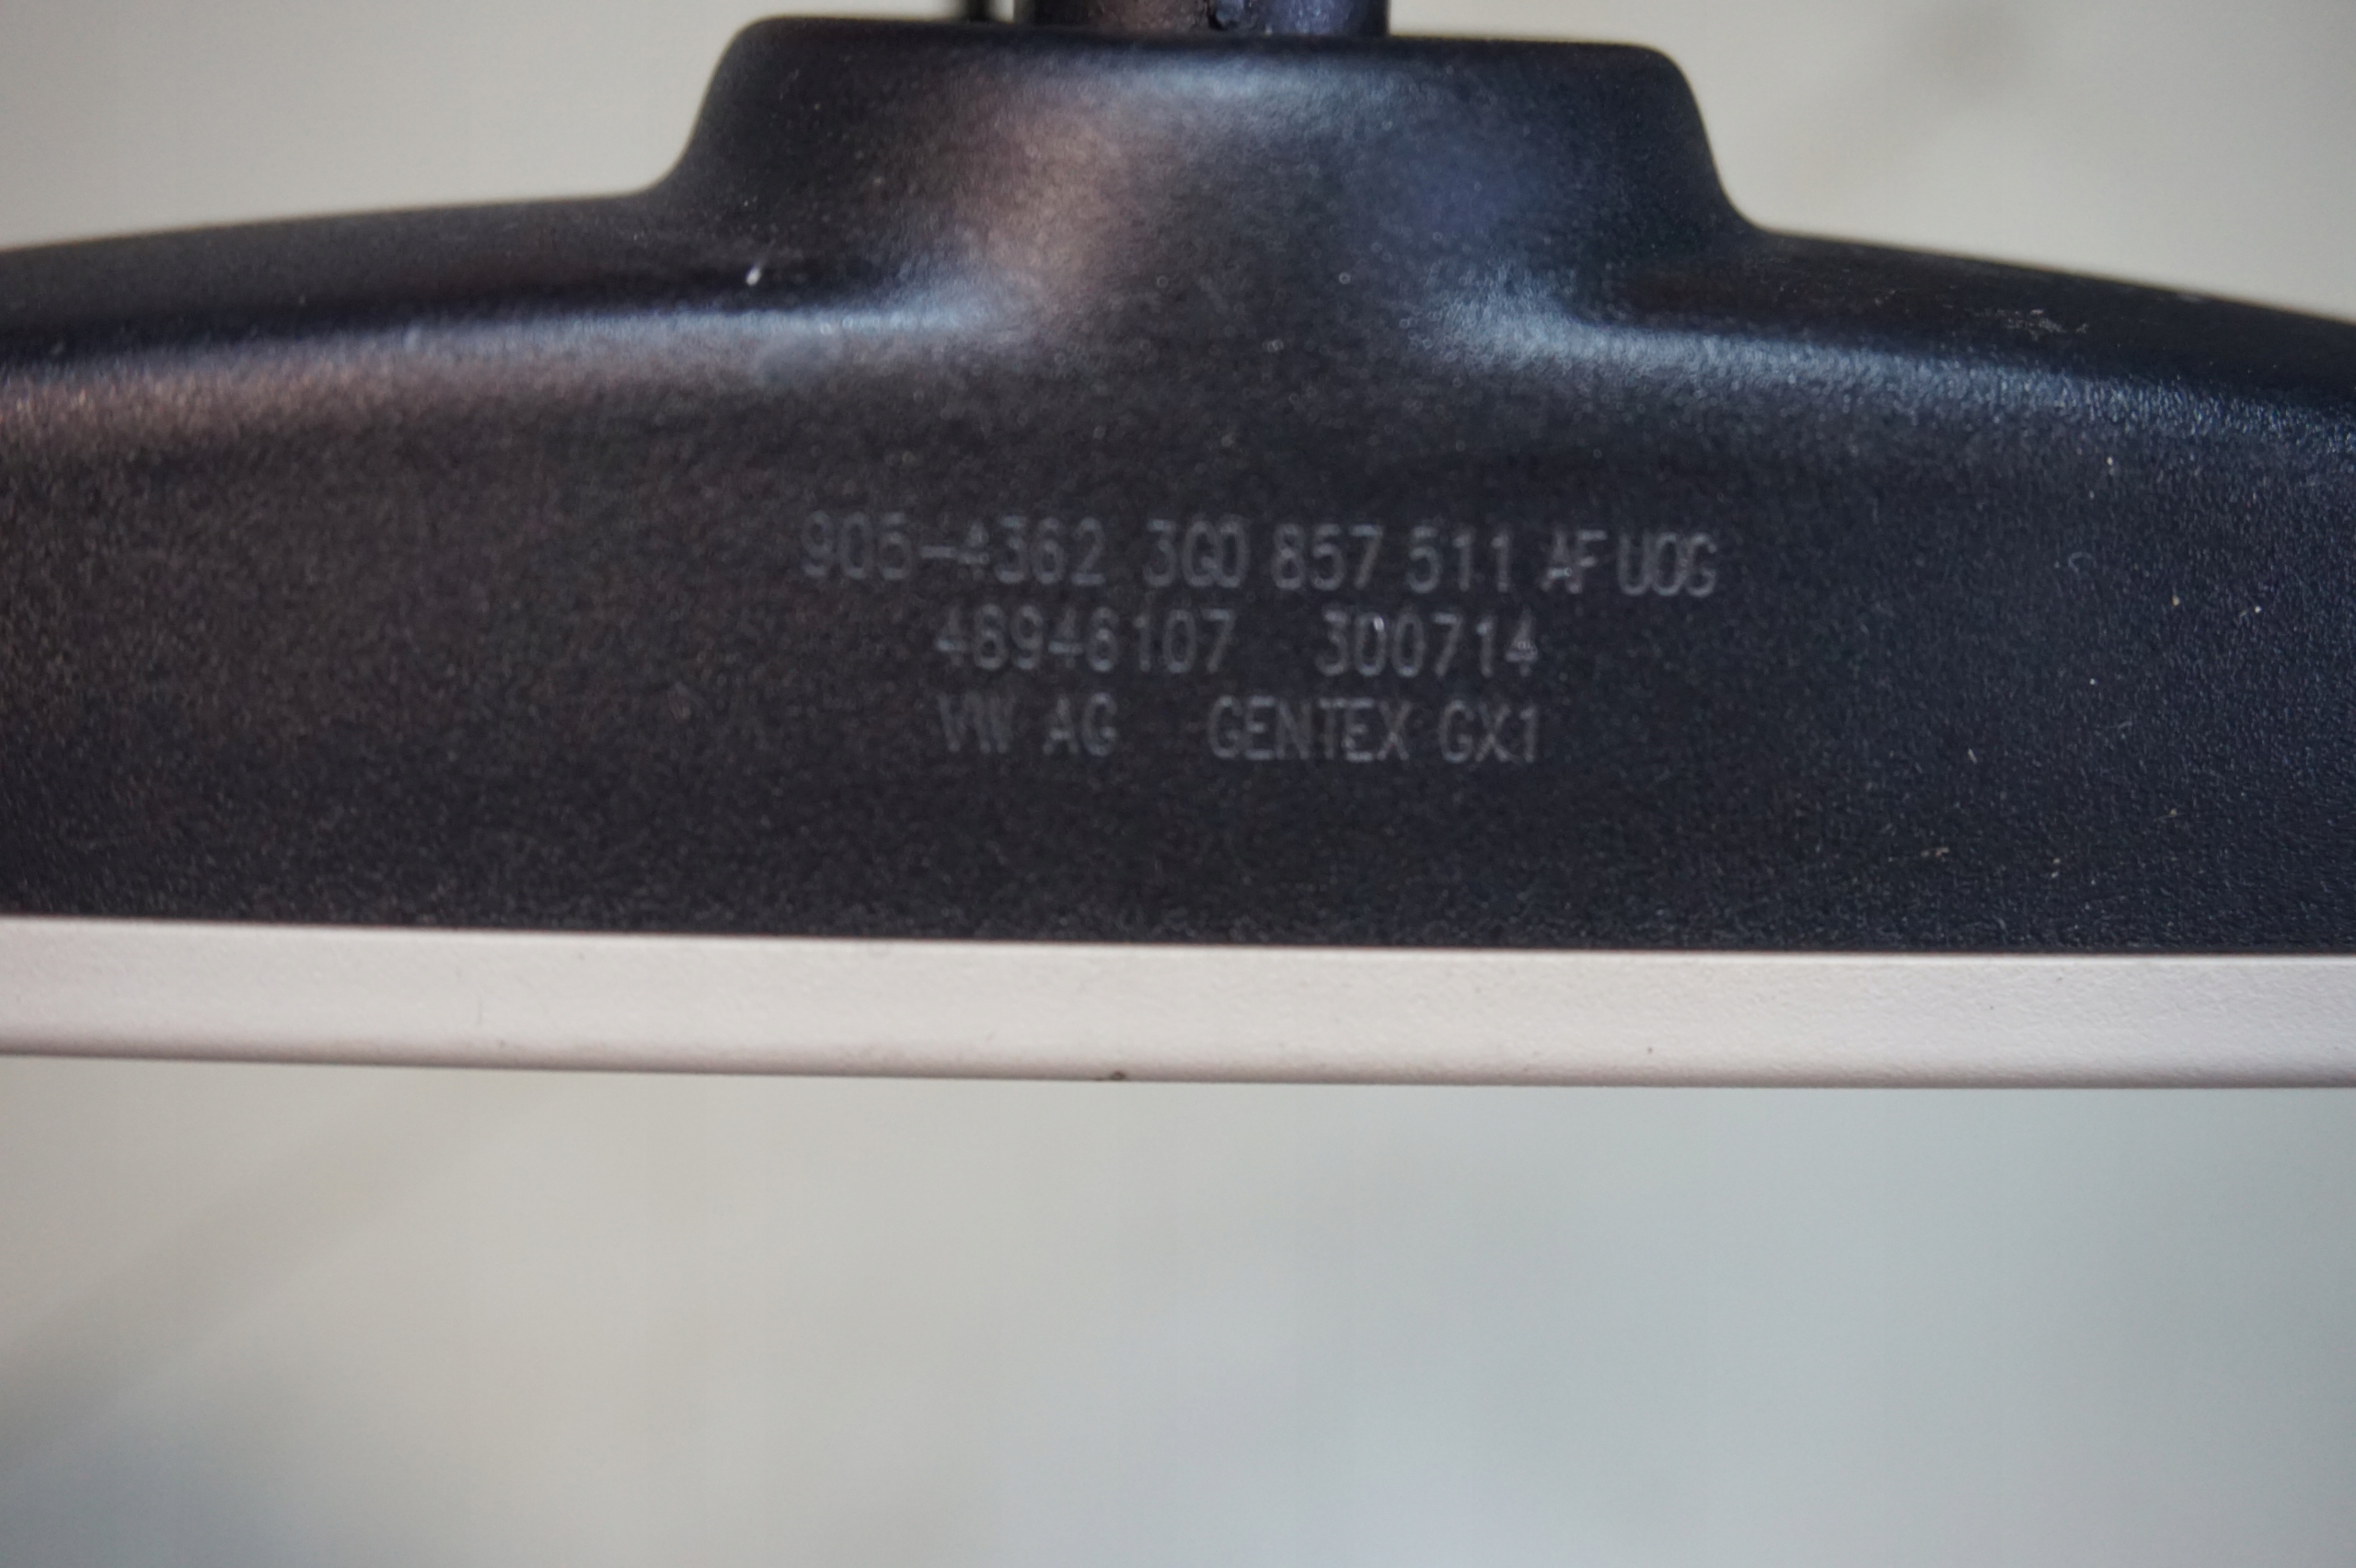 905-4362 3G0 857 511 AF UOG
48946107 300714
VW AG GENTEX GX1